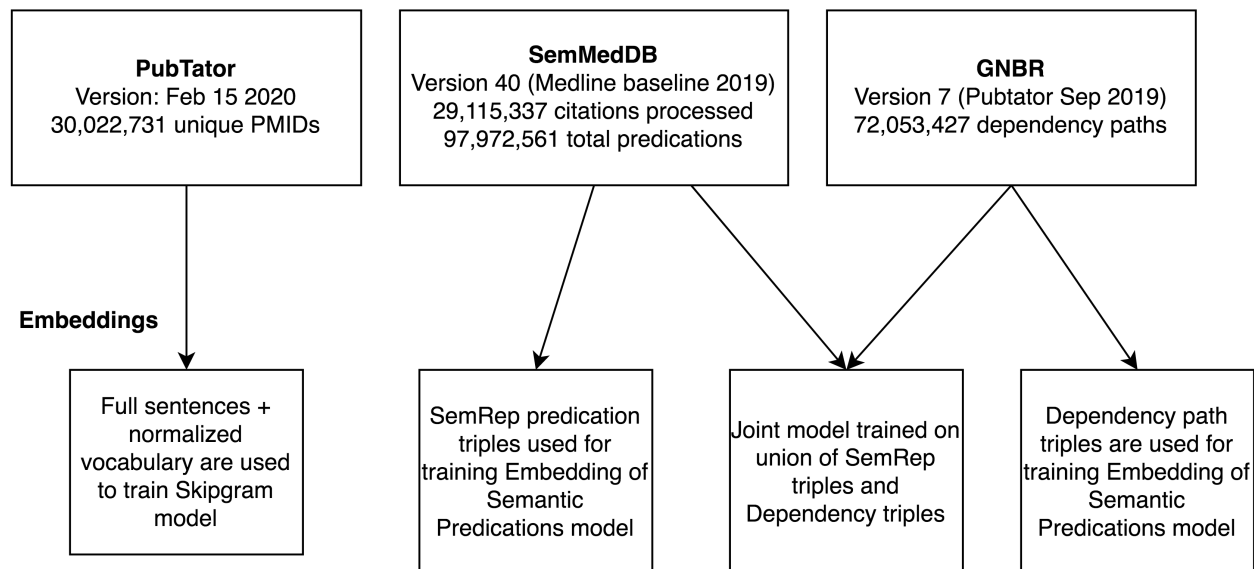 PubTator
Version: Feb 15 2020
30,022,731 unique PMIDs
SemMedDB
Version 40 (Medline baseline 2019)
29,115,337 citations processed
97,972,561 total predications
GNBR
Version 7 (Pubtator Sep 2019)
72,053,427 dependency paths
Embeddings
Full sentences +
normalized
vocabulary are used
to train Skipgram
model
SemRep predication
triples used for
training Embedding of
Semantic
Predications model
Joint model trained on
union of SemRep
triples and
Dependency triples
Dependency path
triples are used for
training Embedding of
Semantic
Predications model